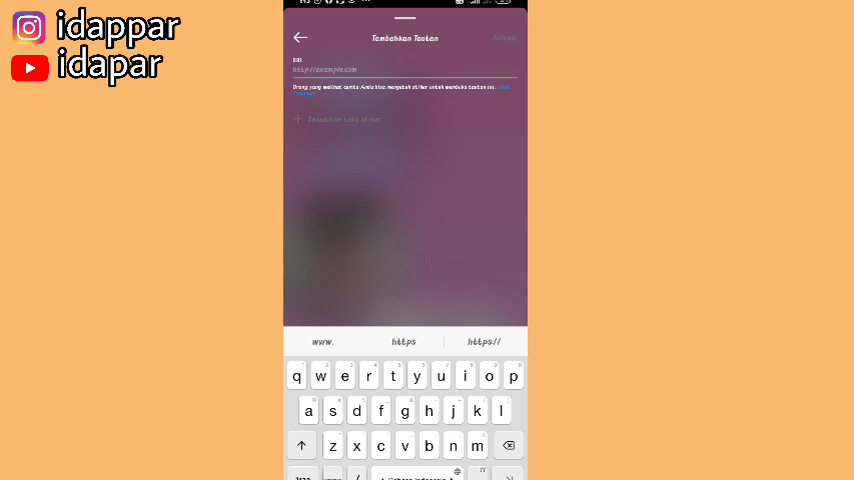 idappar
idapar
Tambahkan Tautan
Selesai
URL
http://example.com
Orang yang melihat cerita Anda bisa mengetuk stiker untuk membuka tautan ini.
+ Sesuaikan teks stiker
www.
https
https://
q w e r t y u i o p
a s d f g h j k l
z x c v b n m
Bahasa Indonesia